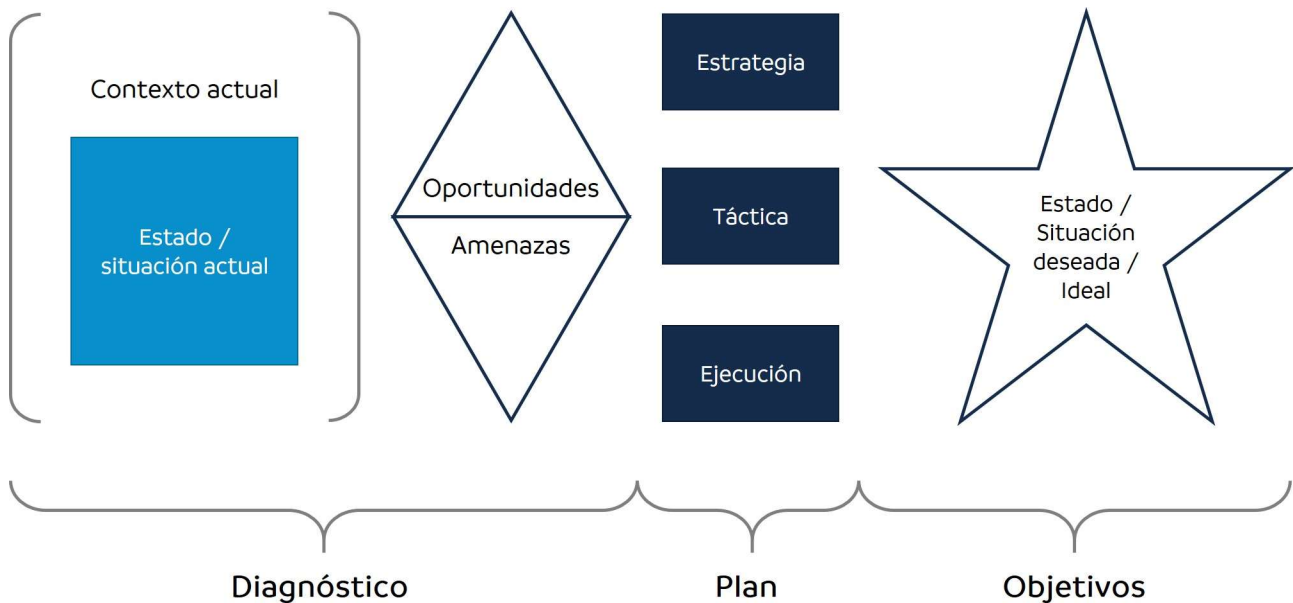 Contexto actual
Estado /
situación actual
Oportunidades
Amenazas
Estrategia
Táctica
Ejecución
Estado /
Situación
deseada /
Ideal
Diagnóstico
Plan
Objetivos